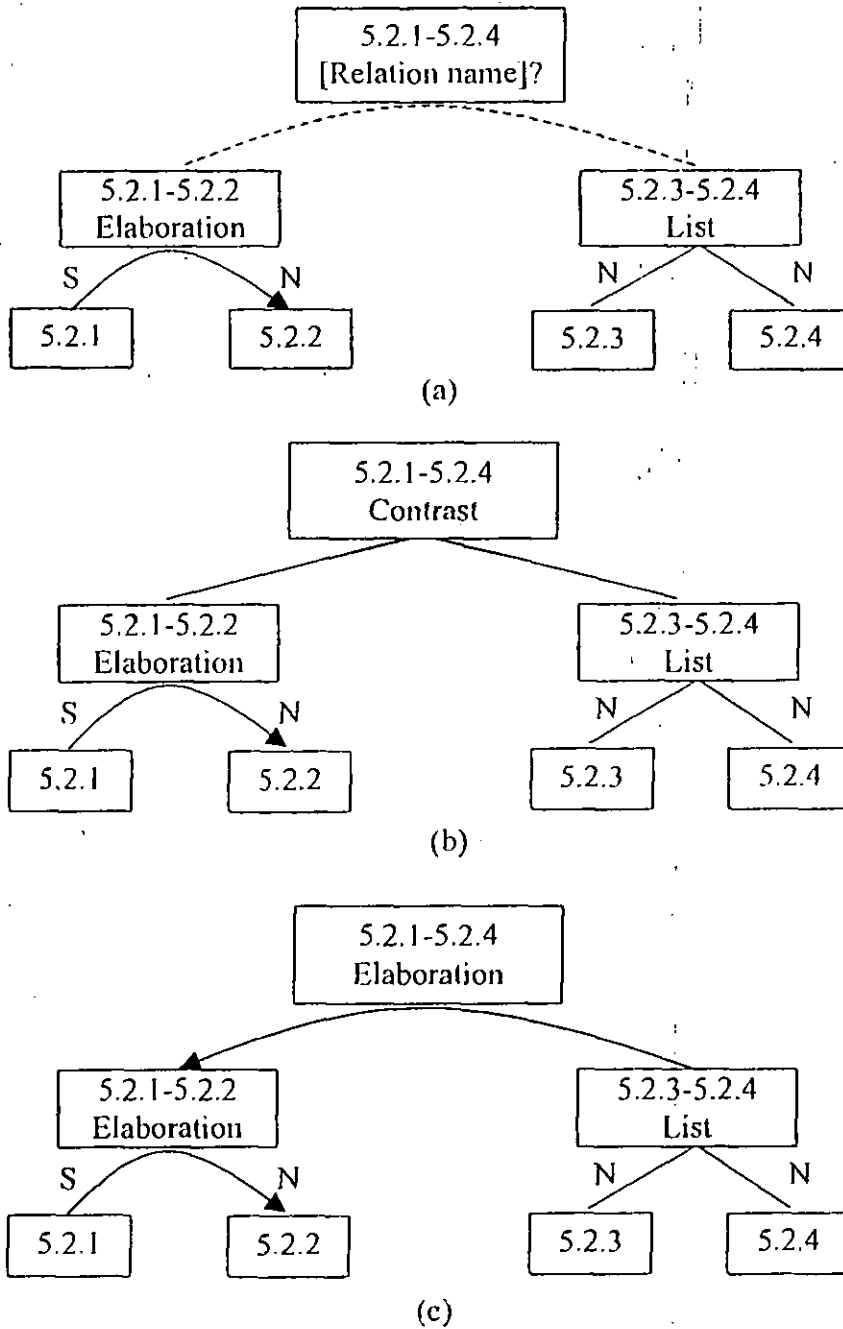 5.2.1-5.2.4
[Relation name]?
5.2.1-5.2.2
Elaboration
5.2.3-5.2.4
List
S
N
N
N
5.2.1
5.2.2
5.2.3
5.2.4
(a)
5.2.1-5.2.4
Contrast
5.2.1-5.2.2
Elaboration
5.2.3-5.2.4
List
S
N
N
N
5.2.1
5.2.2
5.2.3
5.2.4
(b)
5.2.1-5.2.4
Elaboration
5.2.1-5.2.2
Elaboration
5.2.3-5.2.4
List
S
N
N
N
5.2.1
5.2.2
5.2.3
5.2.4
(c)